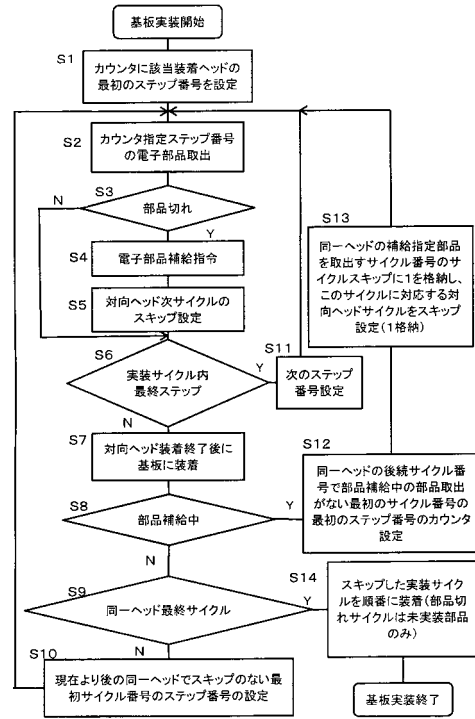 基板実装開始
S1
カウンタに該当装着ヘッドの
最初のステップ番号を設定
S2
カウンタ指定ステップ番号
の電子部品取出
S3
N
部品切れ
Y
S4
電子部品補給指令
S5
対向ヘッド次サイクルの
スキップ設定
S6
実装サイクル内
最終ステップ
Y
S11
次のステップ
番号設定
N
S7
対向ヘッド装着終了後に
基板に装着
S8
部品補給中
Y
S12
同一ヘッドの後続サイクル番
号で部品補給中の部品取出
がない最初のサイクル番号の
最初のステップ番号のカウンタ
設定
S13
同一ヘッドの補給指定部品
を取出すサイクル番号のサ
イクルスキップに1を格納し、
このサイクルに対応する対
向ヘッドサイクルをスキップ
設定(1格納)
N
S9
同一ヘッド最終サイクル
Y
S14
スキップした実装サイク
ルを順番に装着(部品切
れサイクルは未実装部品
のみ)
N
S10
現在より後の同一ヘッドでスキップのない最
初サイクル番号のステップ番号の設定
基板実装終了